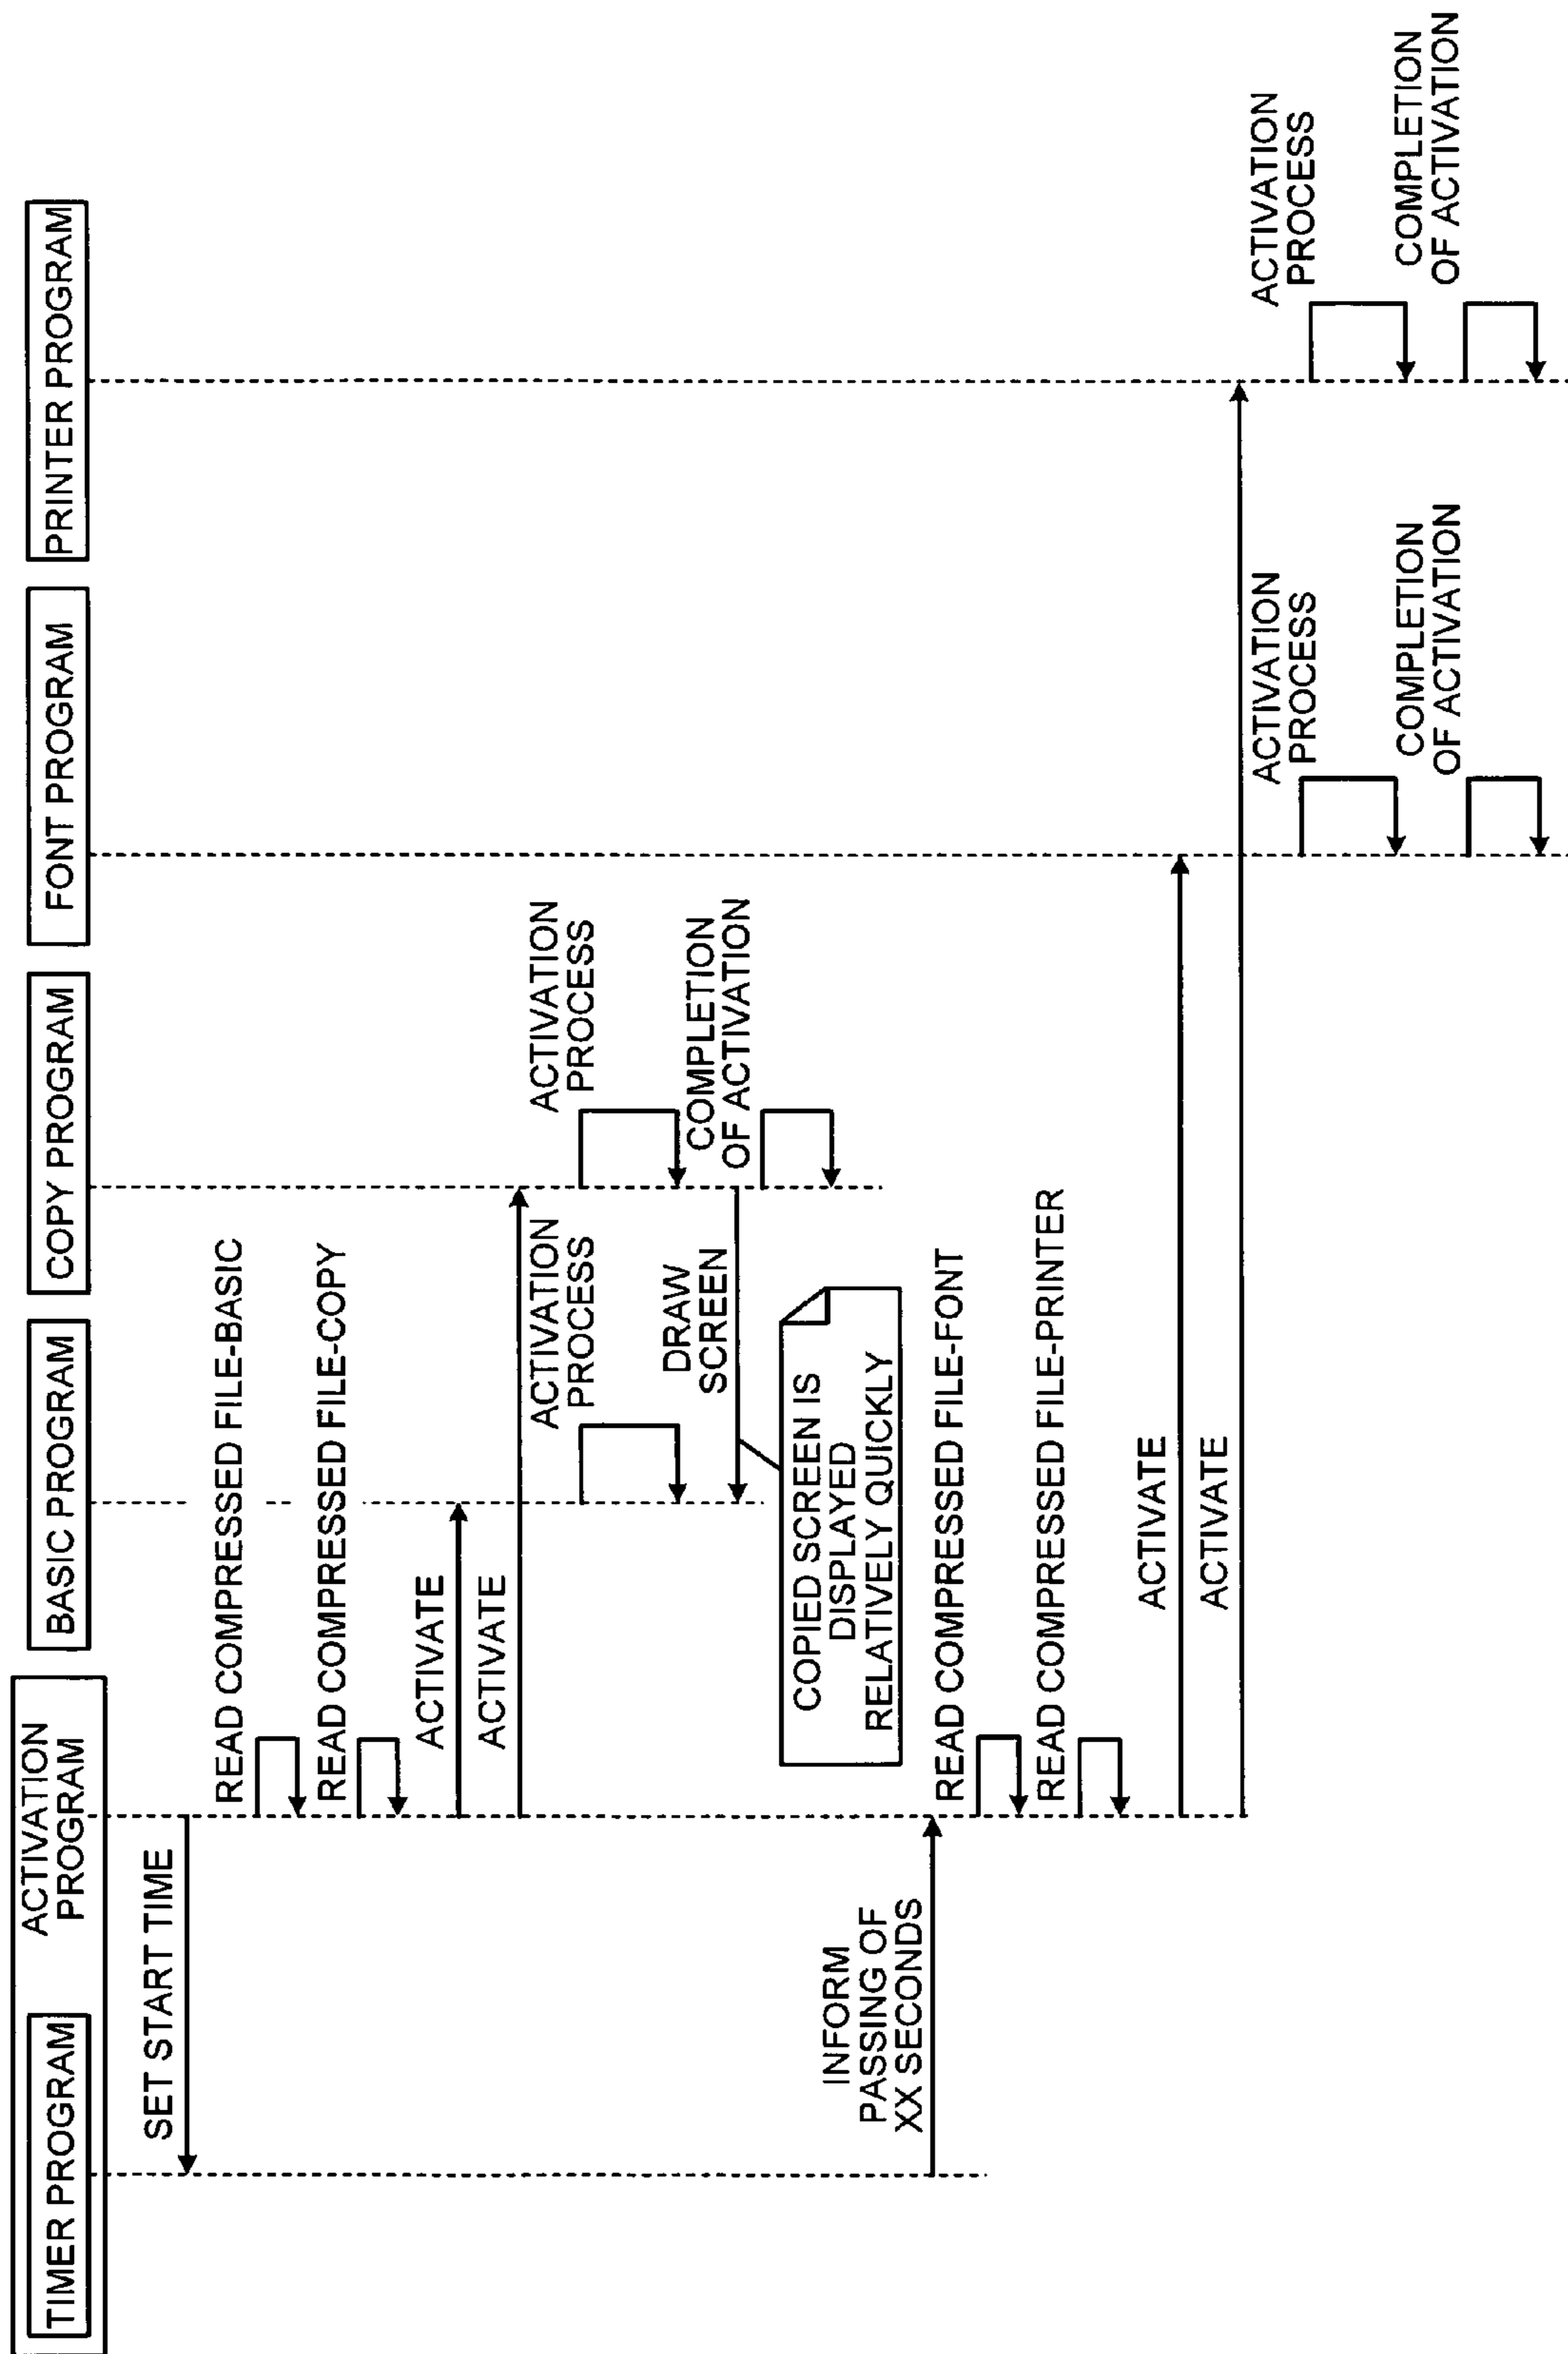 TIMER PROGRAM
ACTIVATION
PROGRAM
BASIC PROGRAM
COPY PROGRAM
FONT PROGRAM
PRINTER PROGRAM
SET START TIME
READ COMPRESSED FILE-BASIC
READ COMPRESSED FILE-COPY
ACTIVATE
ACTIVATE
ACTIVATION
PROCESS
ACTIVATION
PROCESS
DRAW
SCREEN
COMPLETION
OF ACTIVATION
COPIED SCREEN IS
DISPLAYED
RELATIVELY QUICKLY
INFORM
PASSING OF
XX SECONDS
READ COMPRESSED FILE-FONT
READ COMPRESSED FILE-PRINTER
ACTIVATE
ACTIVATE
ACTIVATION
PROCESS
ACTIVATION
PROCESS
COMPLETION
OF ACTIVATION
COMPLETION
OF ACTIVATION